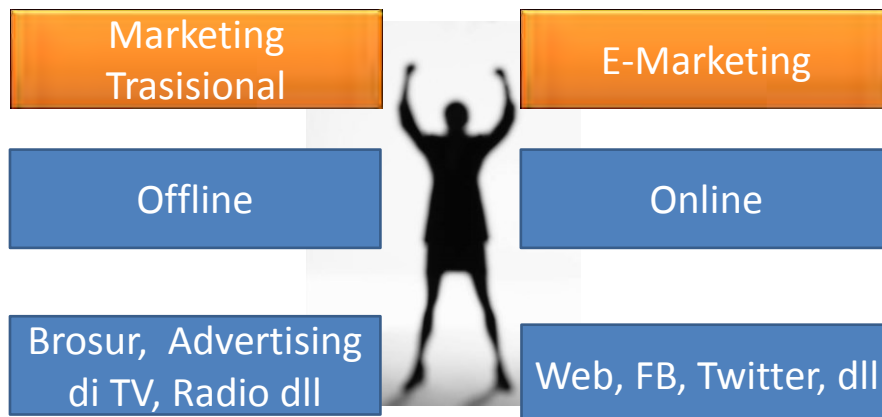 Marketing
Trasisional
E-Marketing
Offline
Online
Brosur, Advertising
di TV, Radio dll
Web, FB, Twitter, dll